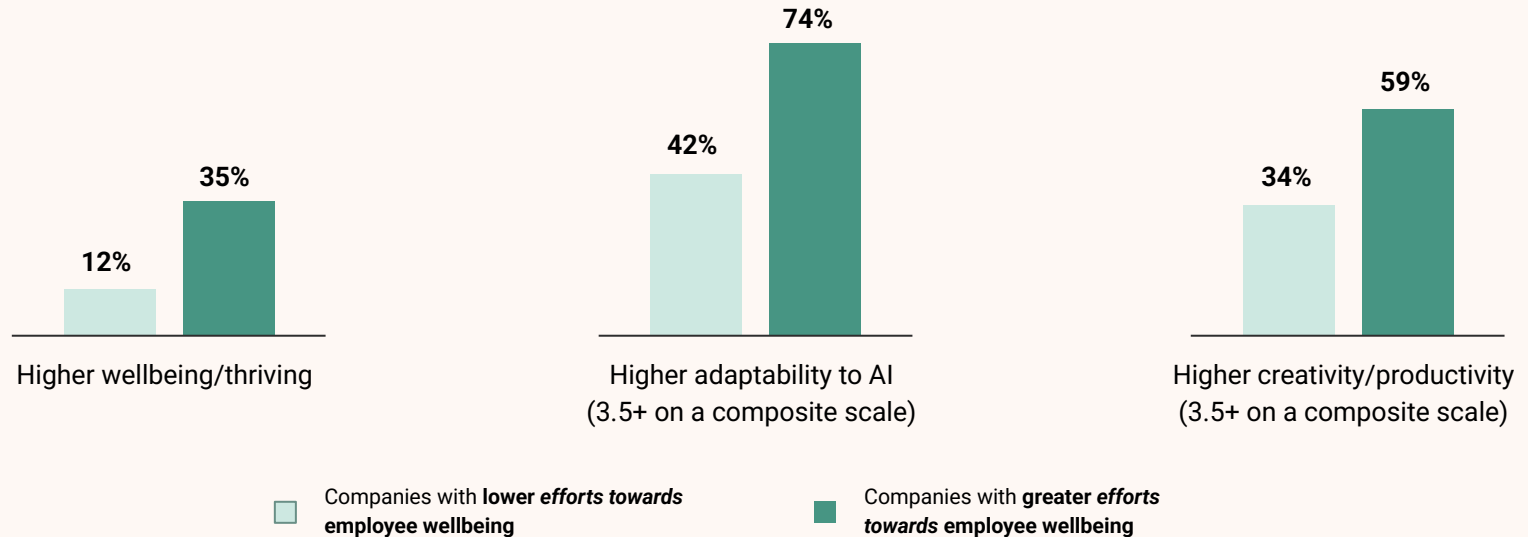 12%
35%
Higher wellbeing/thriving
42%
74%
Higher adaptability to AI
(3.5+ on a composite scale)
34%
59%
Higher creativity/productivity
(3.5+ on a composite scale)
Companies with lower efforts towards
employee wellbeing
Companies with greater efforts
towards employee wellbeing